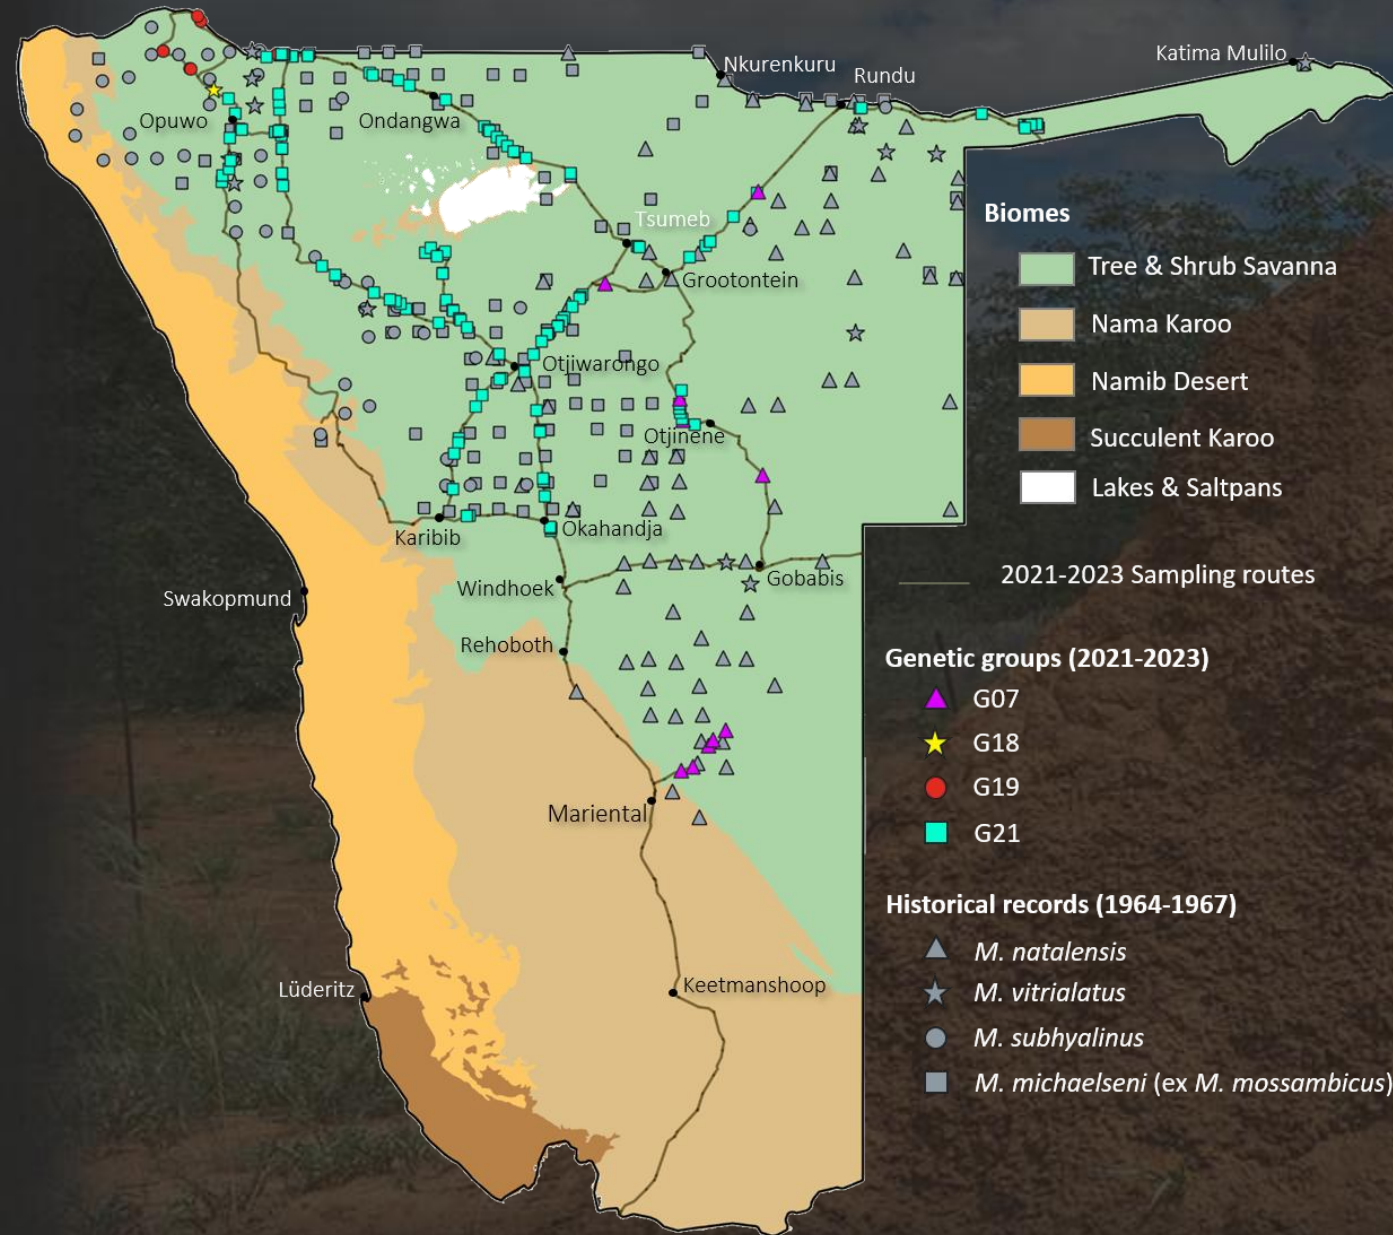 Katima Mulilo
Nkurenkuru
Rundu
Opuwo
Ondangwa
Tsumeb
Grootontein
Otjiwarongo
Otjinene
Karibib
Okahandja
Windhoek
Gobabis
Swakopmund
Rehoboth
Mariental
Lüderitz
Keetmanshoop
Biomes
Tree & Shrub Savanna
Nama Karoo
Namib Desert
Succulent Karoo
Lakes & Saltpans
2021-2023 Sampling routes
Genetic groups (2021-2023)
G07
G18
G19
G21
Historical records (1964-1967)
M. natalensis
M. vitrialatus
M. subhyalinus
M. michaelseni (ex M. mossambicus)